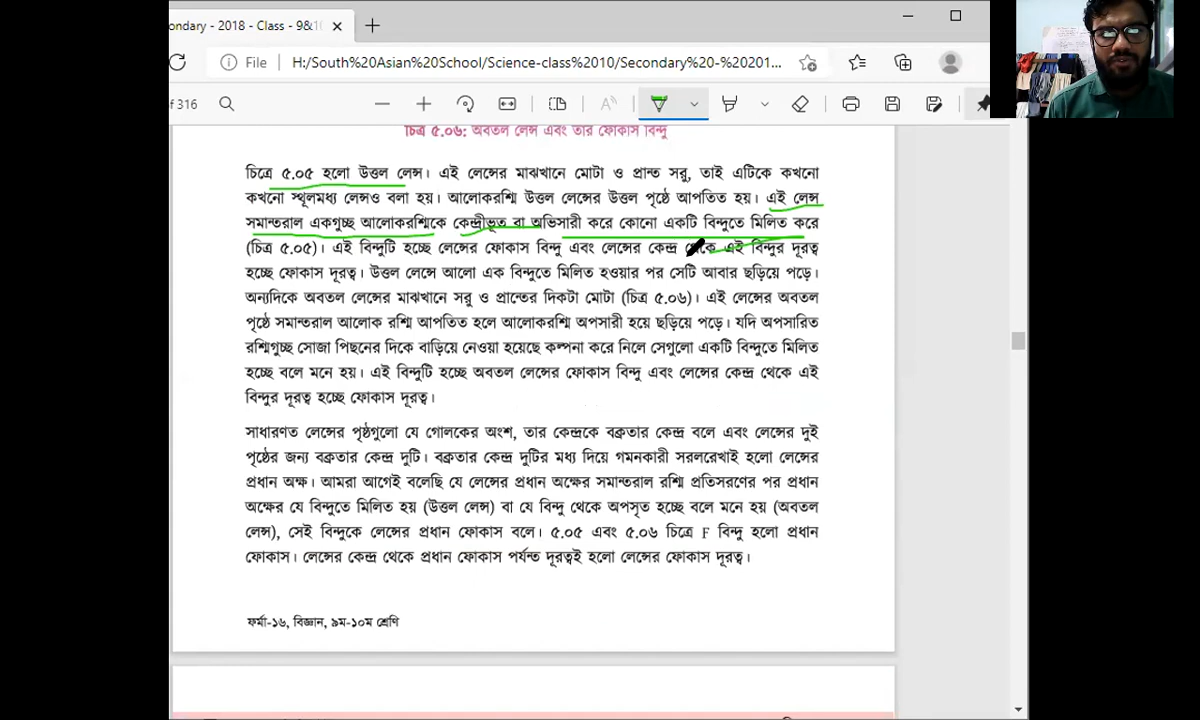 ondary - 2018 - Class - 9&1
File H:/South%20Asian%20School/Science-class%2010/Secondary%20-%20201...
f 316
চিত্র ৫.০৬: অবতল লেন্স এবং তার ফোকাস বিন্দু
চিত্রে ৫.০৫ হলো উত্তল লেন্স। এই লেন্সের মাঝখানে মোটা ও প্রান্ত সরু, তাই এটিকে কখনো
কখনো স্থূলমধ্য লেন্সও বলা হয়। আলোকরশ্মি উত্তল লেন্সের উত্তল পৃষ্ঠে আপতিত হয়। এই লেন্স
সমান্তরাল একগুচ্ছ আলোকরশ্মিকে কেন্দ্রীভূত বা অভিসারী করে কোনো একটি বিন্দুতে মিলিত করে
(চিত্র ৫.০৫)। এই বিন্দুটি হচ্ছে লেন্সের ফোকাস বিন্দু এবং লেন্সের কেন্দ্র থেকে এই বিন্দুর দূরত্ব
হচ্ছে ফোকাস দূরত্ব। উত্তল লেন্সে আলো এক বিন্দুতে মিলিত হওয়ার পর সেটি আবার ছড়িয়ে পড়ে।
অন্যদিকে অবতল লেন্সের মাঝখানে সরু ও প্রান্তের দিকটা মোটা (চিত্র ৫.০৬)। এই লেন্সের অবতল
পৃষ্ঠে সমান্তরাল আলোক রশ্মি আপতিত হলে আলোকরশ্মি অপসারী হয়ে ছড়িয়ে পড়ে। যদি অপসারিত
রশ্মিগুচ্ছ সোজা পিছনের দিকে বাড়িয়ে নেওয়া হয়েছে কল্পনা করে নিলে সেগুলো একটি বিন্দুতে মিলিত
হচ্ছে বলে মনে হয়। এই বিন্দুটি হচ্ছে অবতল লেন্সের ফোকাস বিন্দু এবং লেন্সের কেন্দ্র থেকে এই
বিন্দুর দূরত্ব হচ্ছে ফোকাস দূরত্ব।
সাধারণত লেন্সের পৃষ্ঠগুলো যে গোলকের অংশ, তার কেন্দ্রকে বক্রতার কেন্দ্র বলে এবং লেন্সের দুই
পৃষ্ঠের জন্য বক্রতার কেন্দ্র দুটি। বক্রতার কেন্দ্র দুটির মধ্য দিয়ে গমনকারী সরলরেখাই হলো লেন্সের
প্রধান অক্ষ। আমরা আগেই বলেছি যে লেন্সের প্রধান অক্ষের সমান্তরাল রশ্মি প্রতিসরণের পর প্রধান
অক্ষের যে বিন্দুতে মিলিত হয় (উত্তল লেন্স) বা যে বিন্দু থেকে অপসৃত হচ্ছে বলে মনে হয় (অবতল
লেন্স), সেই বিন্দুকে লেন্সের প্রধান ফোকাস বলে। ৫.০৫ এবং ৫.০৬ চিত্রে F বিন্দু হলো প্রধান
ফোকাস। লেন্সের কেন্দ্র থেকে প্রধান ফোকাস পর্যন্ত দূরত্বই হলো লেন্সের ফোকাস দূরত্ব।
ফর্মা-১৬, বিজ্ঞান, ৯ম-১০ম শ্রেণি